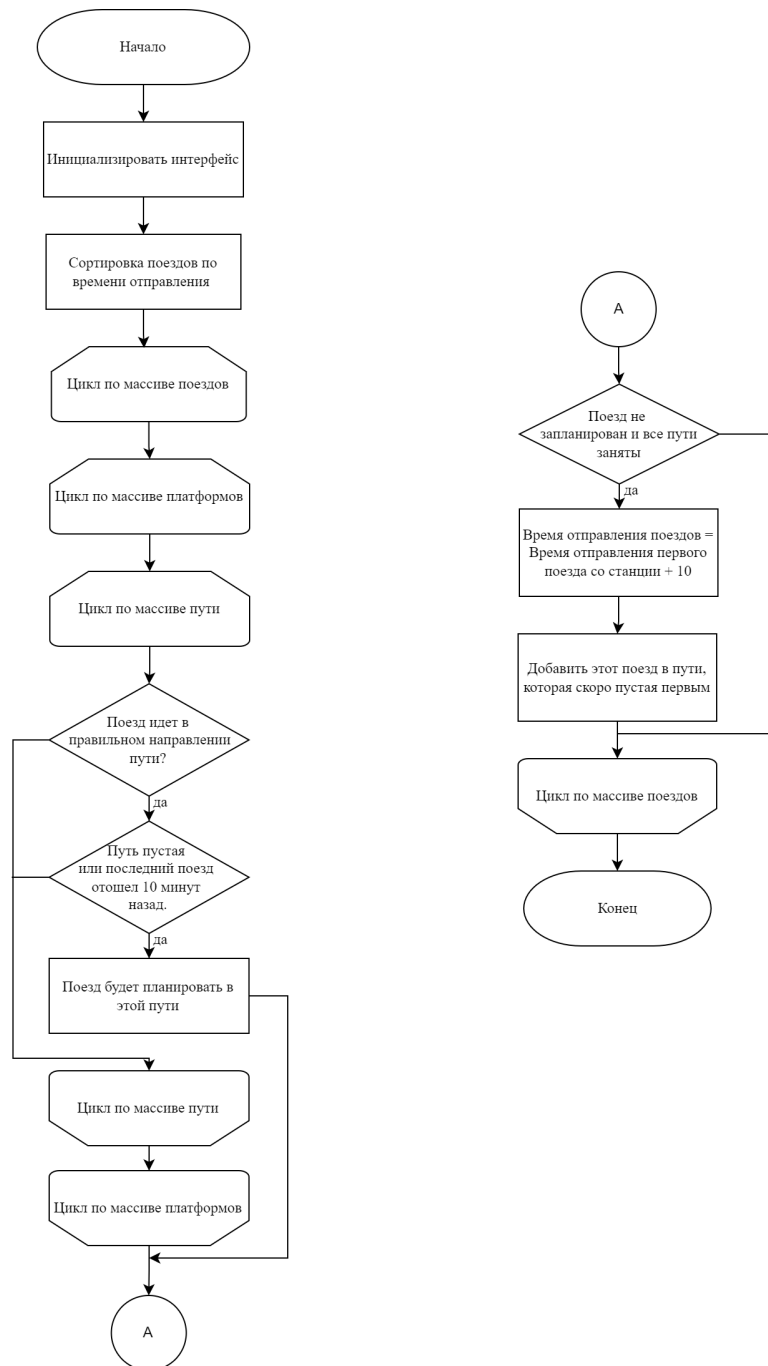 Начало
Инициализировать интерфейс
Сортировка поездов по
времени отправления
Цикл по массиве поездов
Цикл по массиве платформов
Цикл по массиве пути
Поезд идет в
правильном направлении
пути?
да
Путь пустая
или последний поезд
отошел 10 минут
назад.
да
Поезд будет планировать в
этой пути
Цикл по массиве пути
Цикл по массиве платформов
А
А
Поезд не
запланирован и все пути
заняты
да
Время отправления поездов =
Время отправления первого
поезда со станции + 10
Добавить этот поезд в пути,
которая скоро пустая первым
Цикл по массиве поездов
Конец